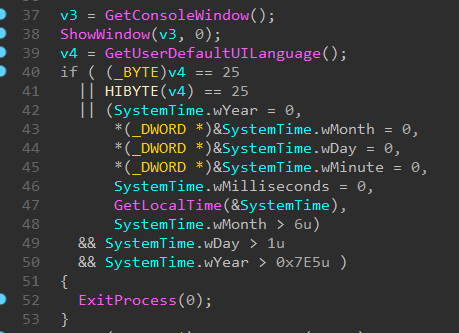 37 v3 = GetConsoleWindow();
38 ShowWindow(v3, 0);
39 v4 = GetUserDefaultUILanguage();
40 if ( (_BYTE)v4 == 25
41 || HIBYTE(v4) == 25
42 || (SystemTime.wYear = 0,
43 *(_DWORD *)&SystemTime.wMonth = 0,
44 *(_DWORD *)&SystemTime.wDay = 0,
45 *(_DWORD *)&SystemTime.wMinute = 0,
46 SystemTime.wMilliseconds = 0,
47 GetLocalTime(&SystemTime),
48 SystemTime.wMonth > 6u)
49 && SystemTime.wDay > 1u
50 && SystemTime.wYear > 0x7E5u )
51 {
52 ExitProcess(0);
53 }